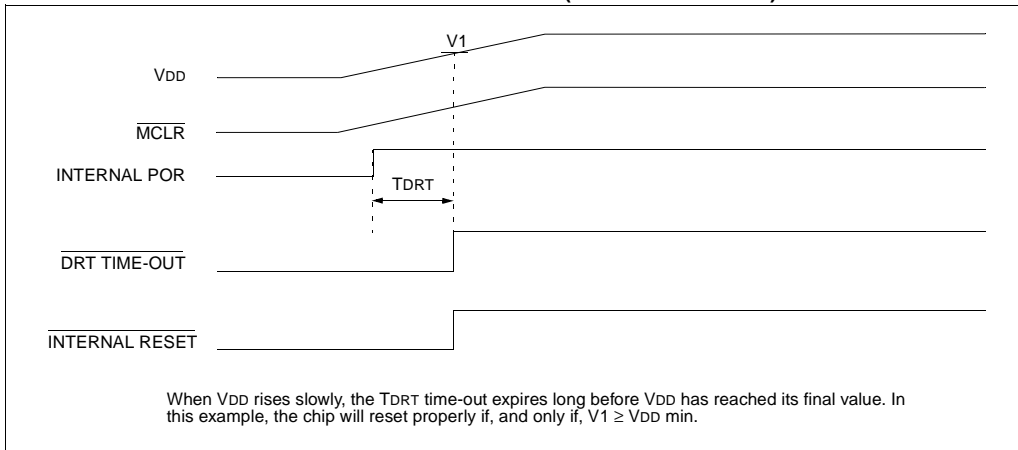 V1
VDD
MCLR
INTERNAL POR
TDRT
DRT TIME-OUT
INTERNAL RESET
When VDD rises slowly, the TDRT time-out expires long before VDD has reached its final value. In
this example, the chip will reset properly if, and only if, V1 ≥ VDD min.